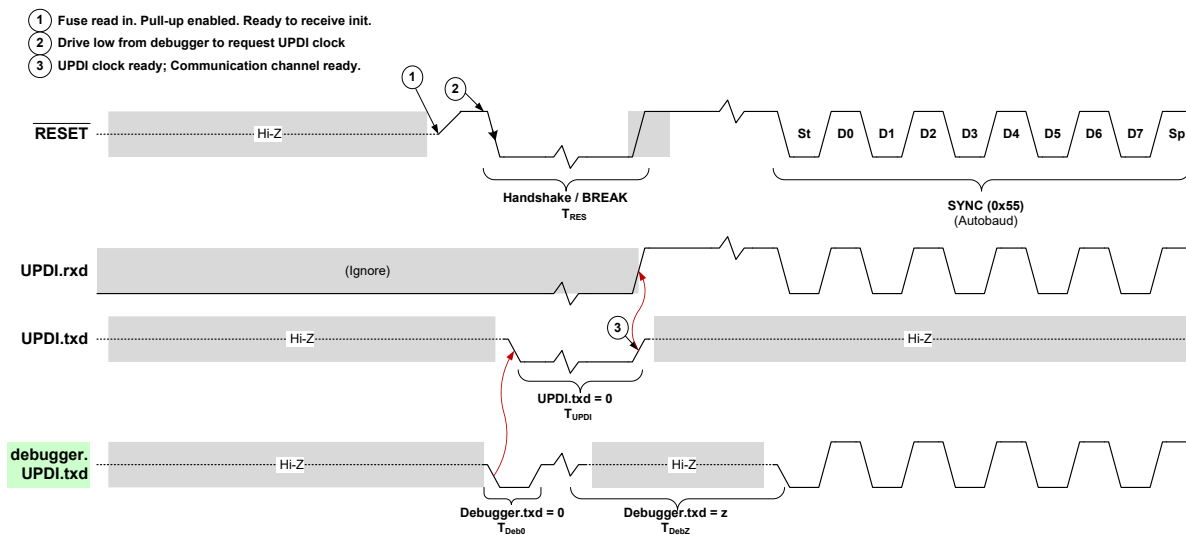 1 Fuse read in. Pull-up enabled. Ready to receive init.
2 Drive low from debugger to request UPDI clock
3 UPDI clock ready; Communication channel ready.
1
2
RESET
Hi-Z
St D0 D1 D2 D3 D4 D5 D6 D7 Sp
Handshake / BREAK
TRES
SYNC (0x55)
(Autobaud)
UPDI.rxd
(Ignore)
3
UPDI.txd
Hi-Z
Hi-Z
UPDI.txd = 0
TUPDI
debugger.
UPDI.txd
Hi-Z
Hi-Z
Debugger.txd = 0
TDeb0
Debugger.txd = z
TDebZ